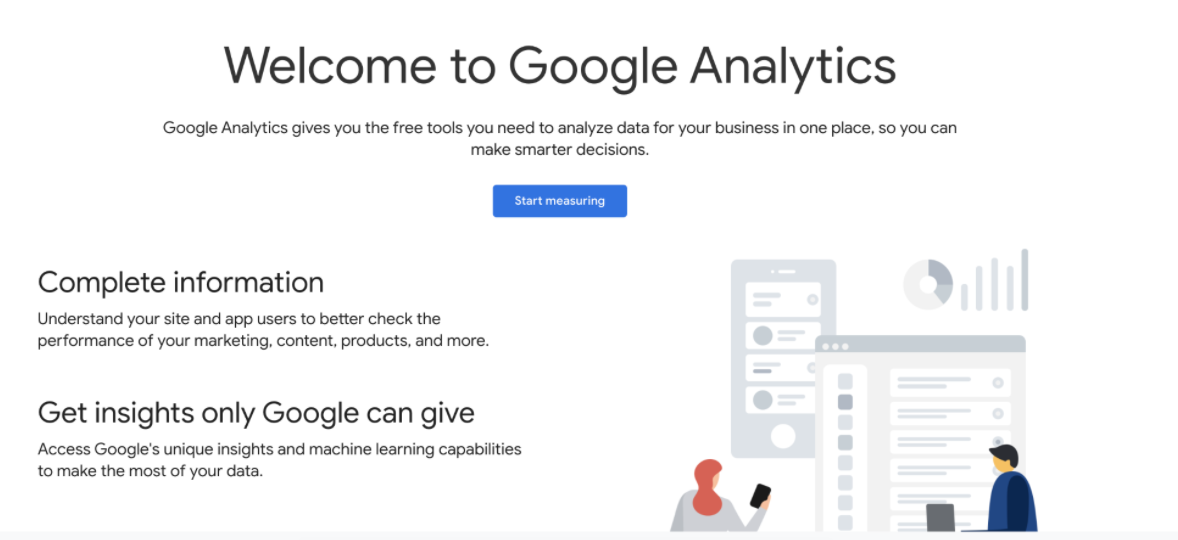 Welcome to Google Analytics
Google Analytics gives you the free tools you need to analyze data for your business in one place, so you can
make smarter decisions.
Start measuring
Complete information
Understand your site and app users to better check the
performance of your marketing, content, products, and more.
Get insights only Google can give
Access Google's unique insights and machine learning capabilities
to make the most of your data.